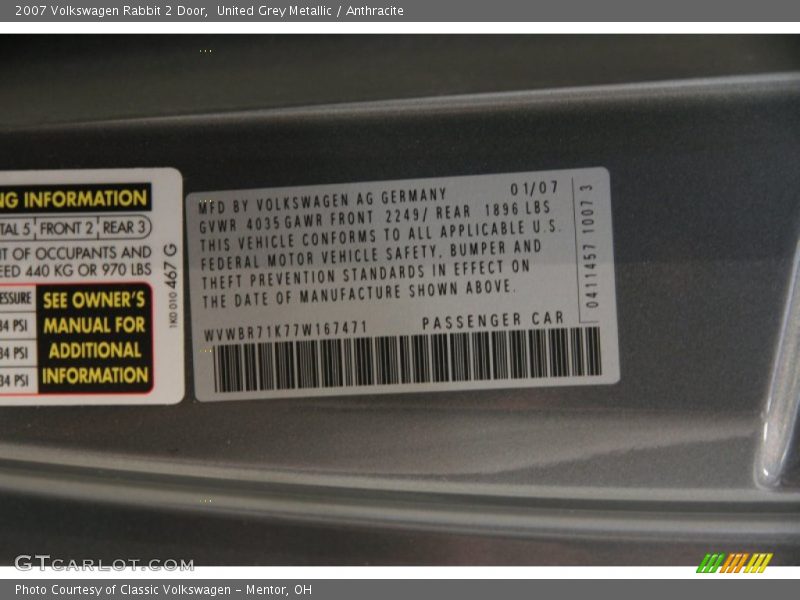 2007 Volkswagen Rabbit 2 Door, United Grey Metallic / Anthracite
NG INFORMATION
TAL 5 FRONT 2 REAR 3
T OF OCCUPANTS AND
EED 440 KG OR 970 LBS
ESSURE
34 PSI
34 PSI
34 PSI
SEE OWNER'S
MANUAL FOR
ADDITIONAL
INFORMATION
1K0 010 467 G
MFD BY VOLKSWAGEN AG GERMANY 01/07
GVWR 4035 GAWR FRONT 2249/ REAR 1896 LBS
THIS VEHICLE CONFORMS TO ALL APPLICABLE U.S.
FEDERAL MOTOR VEHICLE SAFETY, BUMPER AND
THEFT PREVENTION STANDARDS IN EFFECT ON
THE DATE OF MANUFACTURE SHOWN ABOVE.
WVWBR71K77W167471 PASSENGER CAR
0411457 1007 3
GTCARLOT.COM
Photo Courtesy of Classic Volkswagen - Mentor, OH